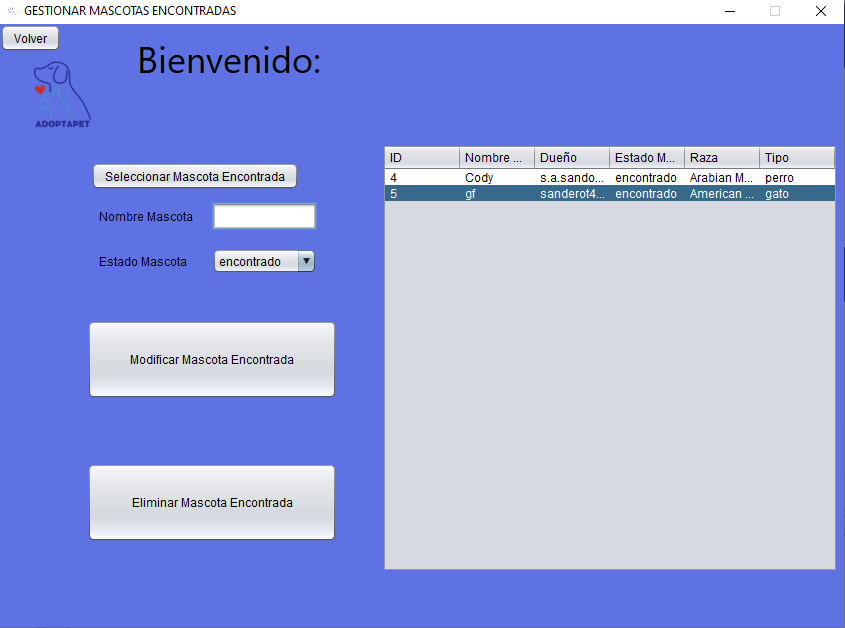 GESTIONAR MASCOTAS ENCONTRADAS
Volver
Bienvenido:
ADOPTAPET
Seleccionar Mascota Encontrada
Nombre Mascota
Estado Mascota encontrado
Modificar Mascota Encontrada
Eliminar Mascota Encontrada
ID Nombre ... Dueño Estado M... Raza Tipo
4 Cody s.a.sando... encontrado Arabian M... perro
5 gf sanderot4... encontrado American ... gato